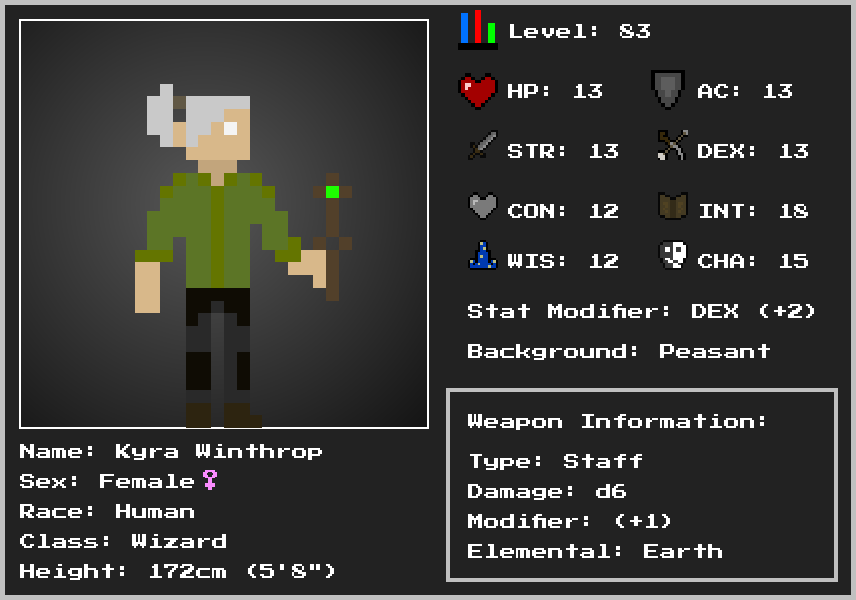 Level: 83
HP: 13 AC: 13
STR: 13 DEX: 13
CON: 12 INT: 18
WIS: 12 CHA: 15
Stat Modifier: DEX (+2)
Background: Peasant
Weapon Information:
Type: Staff
Damage: d6
Modifier: (+1)
Elemental: Earth
Name: Kyra Winthrop
Sex: Female♀
Race: Human
Class: Wizard
Height: 172cm (5'8")